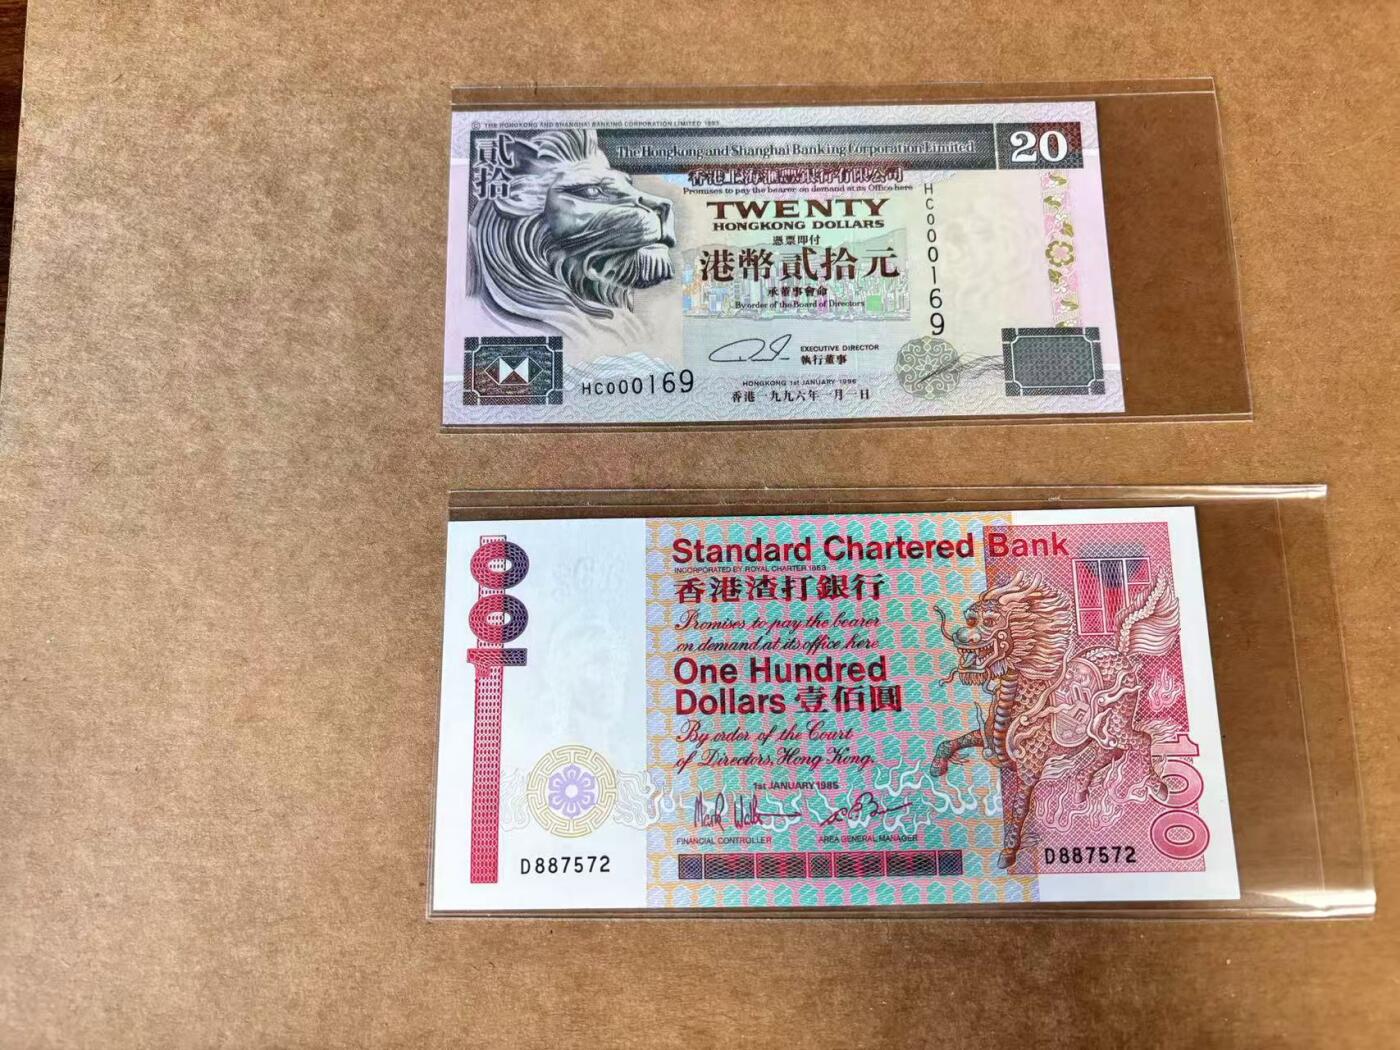 © THE HONGKONG AND SHANGHAI BANKING CORPORATION LIMITED 1993
貳拾
The Hongkong and Shanghai Banking Corporation Limited
20
香港上海滙豐銀行有限公司
Promises to pay the bearer on demand at its Office here
TWENTY
HONGKONG DOLLARS
憑票即付
港幣貳拾元
承董事會命
By order of the Board of Directors
HC000169
EXECUTIVE DIRECTOR
執行董事
HC000169
HONGKONG 1st JANUARY 1996
香港一九九六年一月一日
100
Standard Chartered Bank
INCORPORATED BY ROYAL CHARTER 1853
香港渣打銀行
Promises to pay the bearer
on demand at its office here
One Hundred
Dollars 壹佰圓
By order of the Court
of Directors, Hong Kong.
1st JANUARY 1985
FINANCIAL CONTROLLER
AREA GENERAL MANAGER
D887572
D887572
100